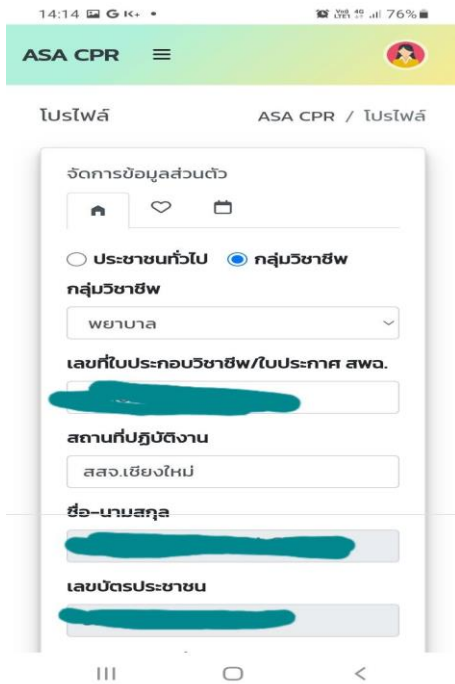 14:14 G K+ •
Vo) 4G LTE1 76%
ASA CPR
โปรไฟล์
ASA CPR / โปรไฟล์
จัดการข้อมูลส่วนตัว
ประชาชนทั่วไป กลุ่มวิชาชีพ
กลุ่มวิชาชีพ
พยาบาล
เลขที่ใบประกอบวิชาชีพ/ใบประกาศ สพฉ.
สถานที่ปฏิบัติงาน
สสจ.เชียงใหม่
ชื่อ-นามสกุล
เลขบัตรประชาชน